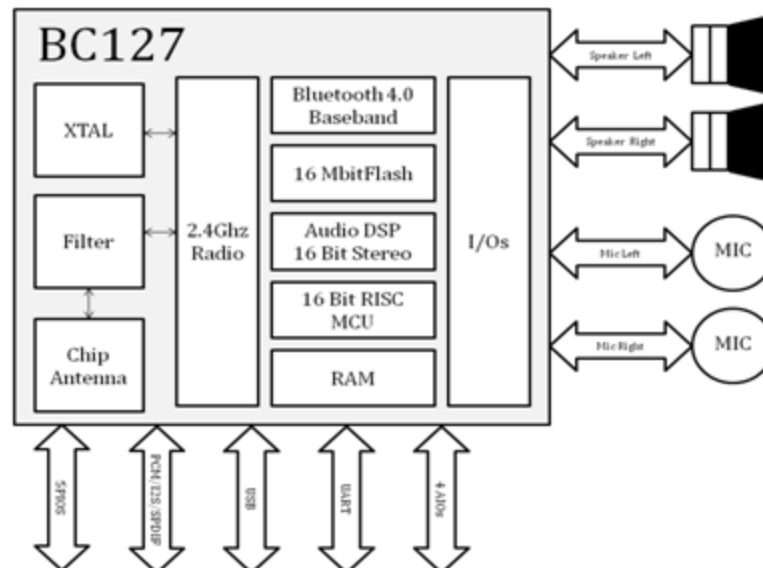 BC127
XTAL
Filter
Chip
Antenna
2.4Ghz
Radio
Bluetooth 4.0
Baseband
16 MbitFlash
Audio DSP
16 Bit Stereo
16 Bit RISC
MCU
RAM
I/Os
Speaker Left
Speaker Right
Mic Left
MIC
Mic Right
MIC
PCM/I2S/SPDIF
USB
UART
4 AIOs